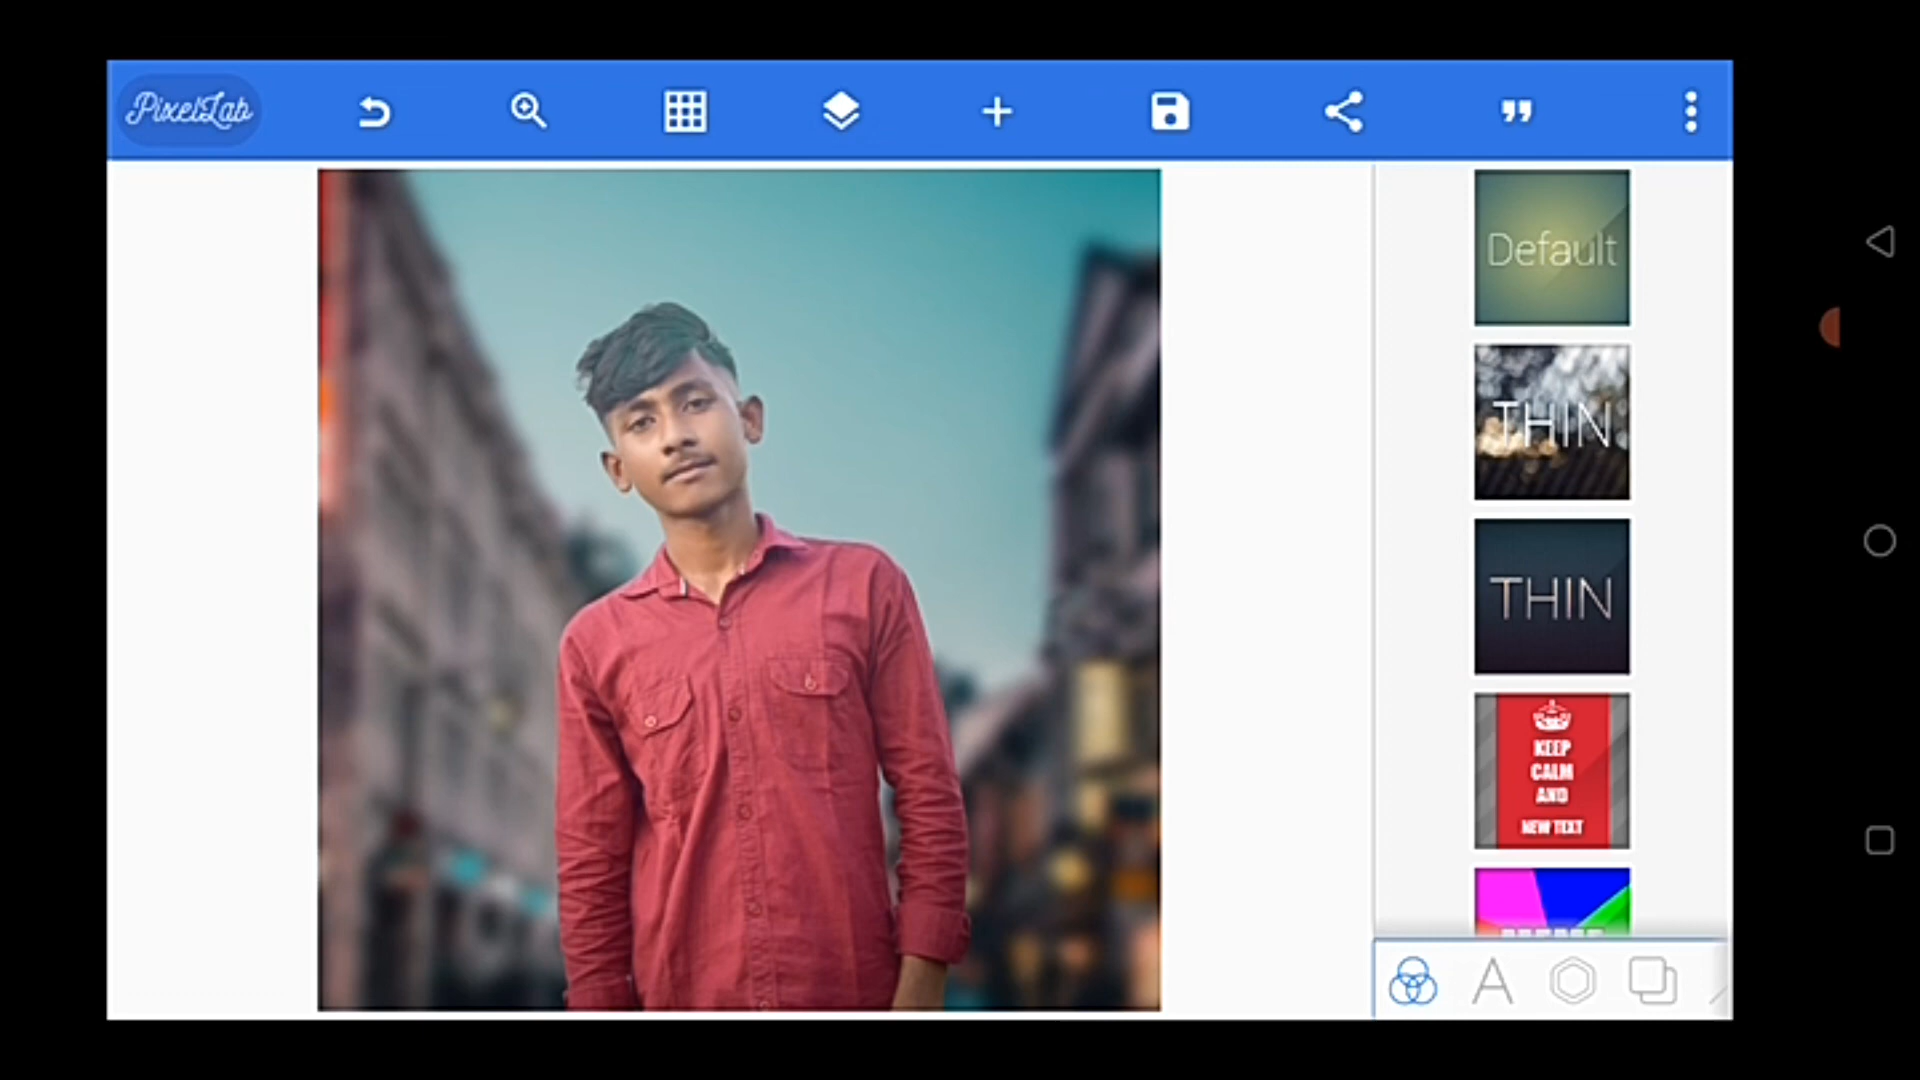 PixelLab
Default
THIN
THIN
KEEP
CALM
AND
NEW TEXT